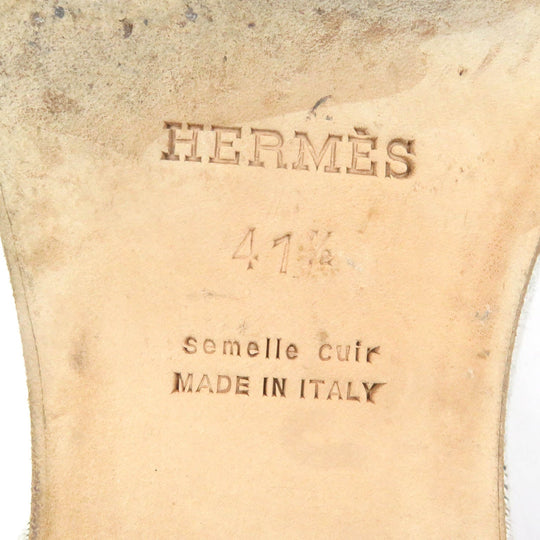 HERMÈS
41½
semelle cuir
MADE IN ITALY